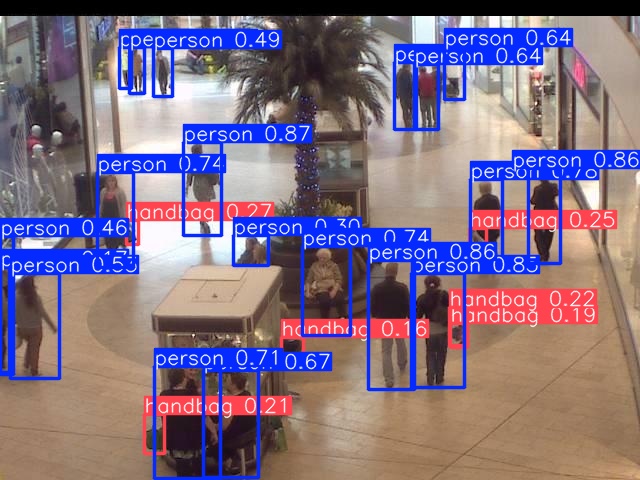 person 0.49
person 0.64
person 0.64
person 0.87
person 0.74
person 0.86
person 0.78
handbag 0.27
handbag 0.25
person 0.46
person 0.30
person 0.74
person 0.86
person 0.83
person 0.53
handbag 0.22
handbag 0.19
handbag 0.16
person 0.71
0.67
handbag 0.21